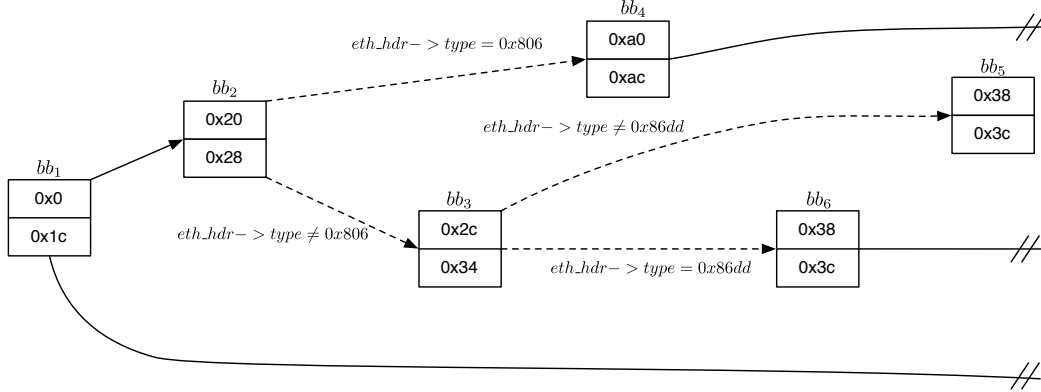 bb₄
0xa0
0xac
eth_hdr− > type = 0x806
bb₅
0x38
0x3c
bb₂
0x20
0x28
eth_hdr− > type ≠ 0x86dd
bb₁
0x0
0x1c
bb₃
0x2c
0x34
eth_hdr− > type ≠ 0x806
bb₆
0x38
0x3c
eth_hdr− > type = 0x86dd